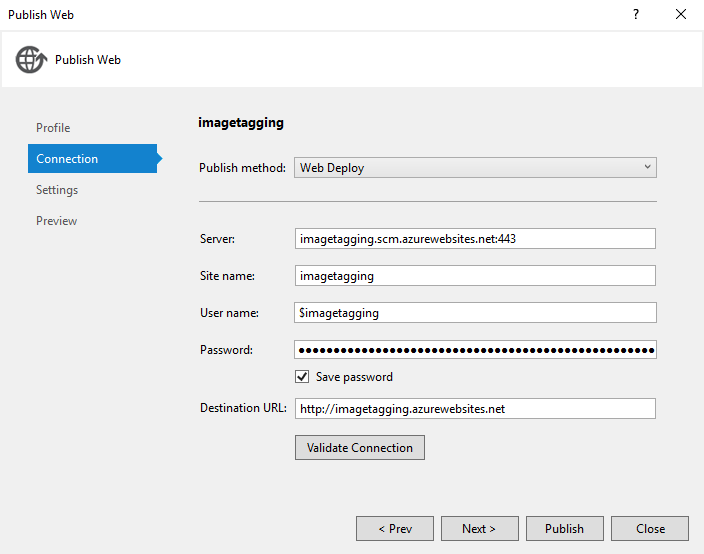 Publish Web
?
Publish Web
imagetagging
Profile
Connection
Settings
Preview
Publish method: Web Deploy
Server: imagetagging.scm.azurewebsites.net:443
Site name: imagetagging
User name: $imagetagging
Password: ●●●●●●●●●●●●●●●●●●●●●●●●●●●●●●●●●●●●●●●●●●●●●●●●●●●
Save password
Destination URL: http://imagetagging.azurewebsites.net
Validate Connection
< Prev Next > Publish Close